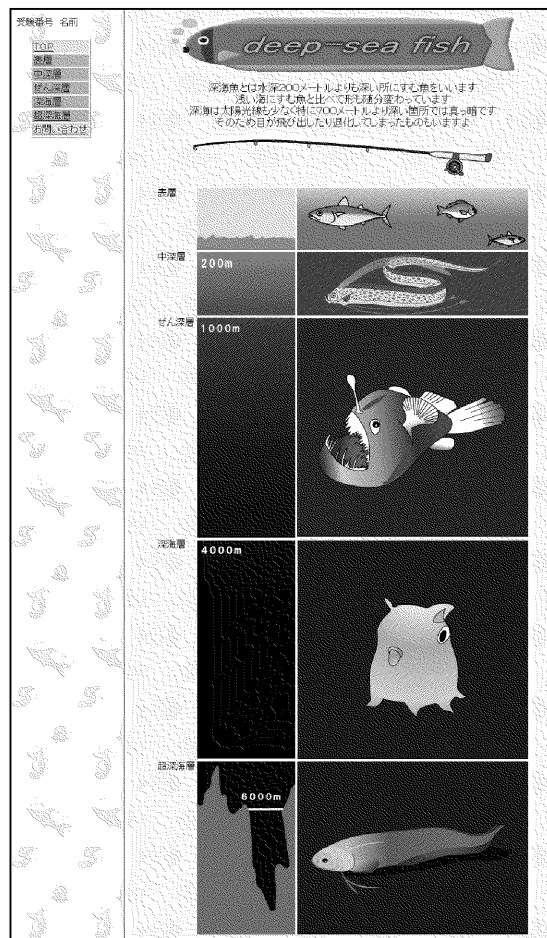 受験番号 名前
TOP
表層
中深層
ぜん深層
深海層
超深海層
お問い合わせ
deep-sea fish
深海魚とは水深200メートルよりも深い所にすむ魚をいいます
浅い海にすむ魚と比べて形も随分変わっています
深海は太陽光線も少なく特に700メートルより深い箇所では真っ暗です
そのため目が飛び出したり退化してしまったものもいますよ
表層
中深層
200m
ぜん深層
1000m
深海層
4000m
超深海層
6000m